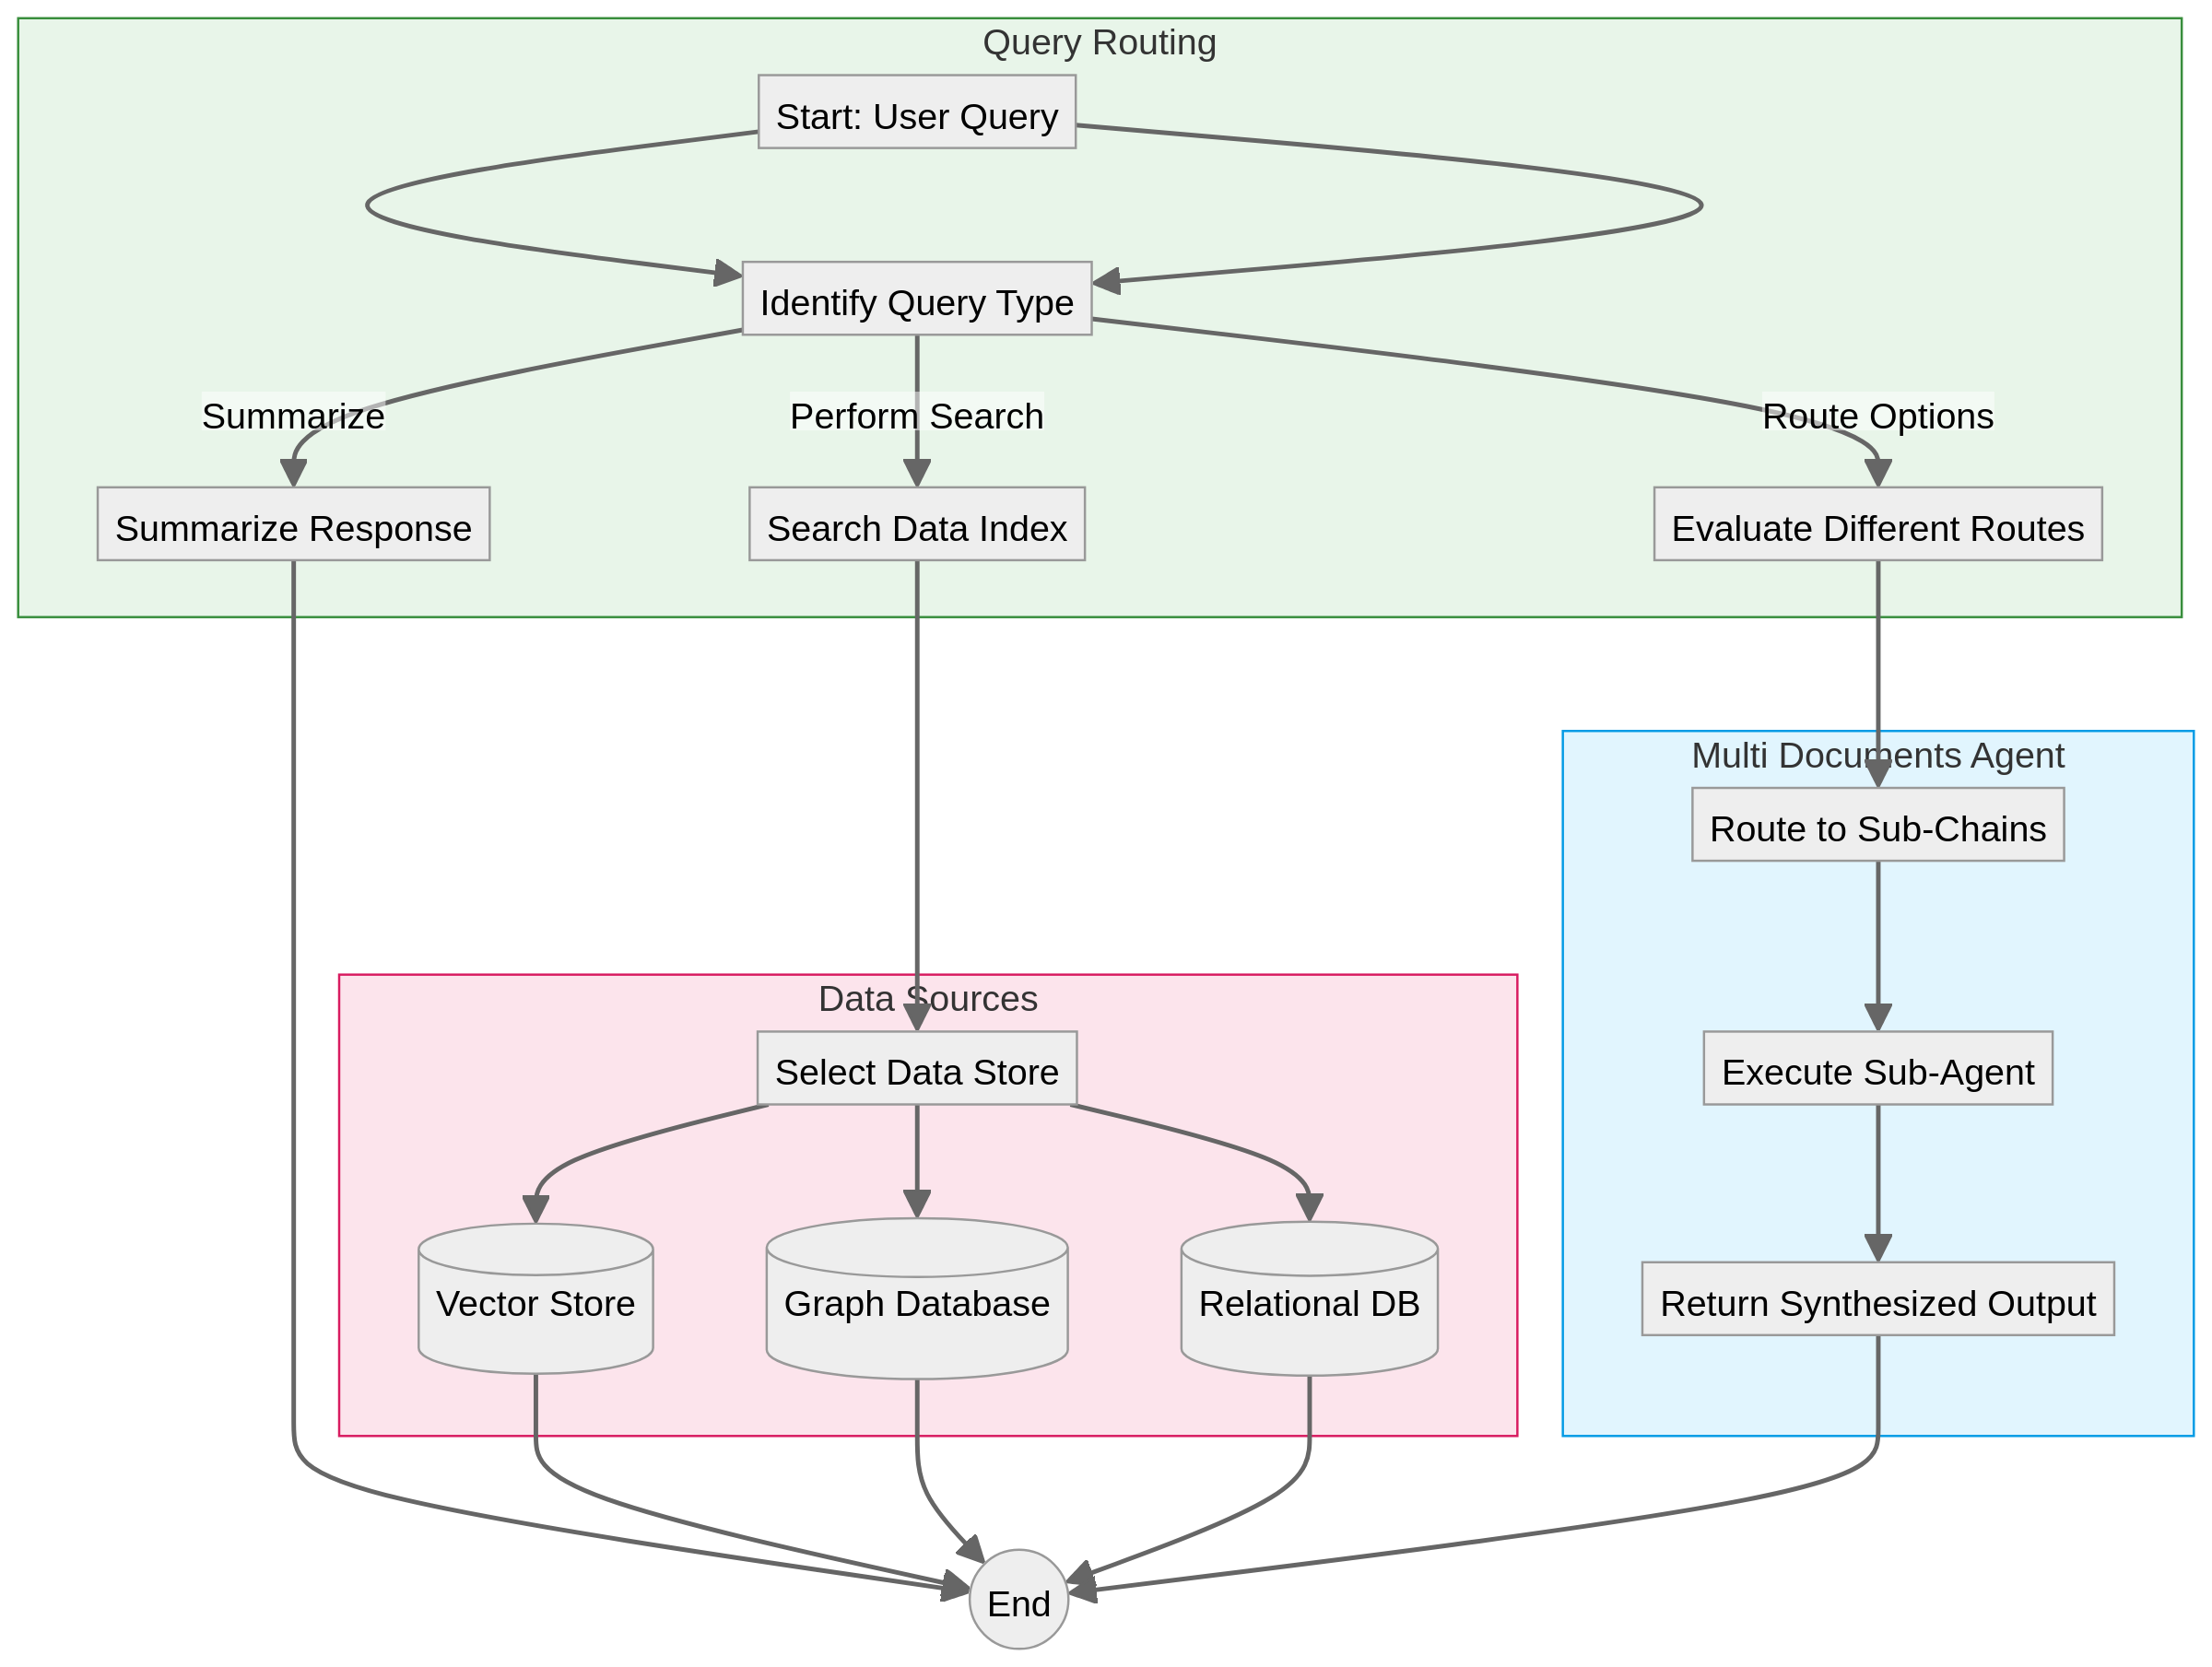 Query Routing
Start: User Query
Identify Query Type
Summarize
Perform Search
Route Options
Summarize Response
Search Data Index
Evaluate Different Routes
Multi Documents Agent
Route to Sub-Chains
Data Sources
Select Data Store
Execute Sub-Agent
Vector Store
Graph Database
Relational DB
Return Synthesized Output
End